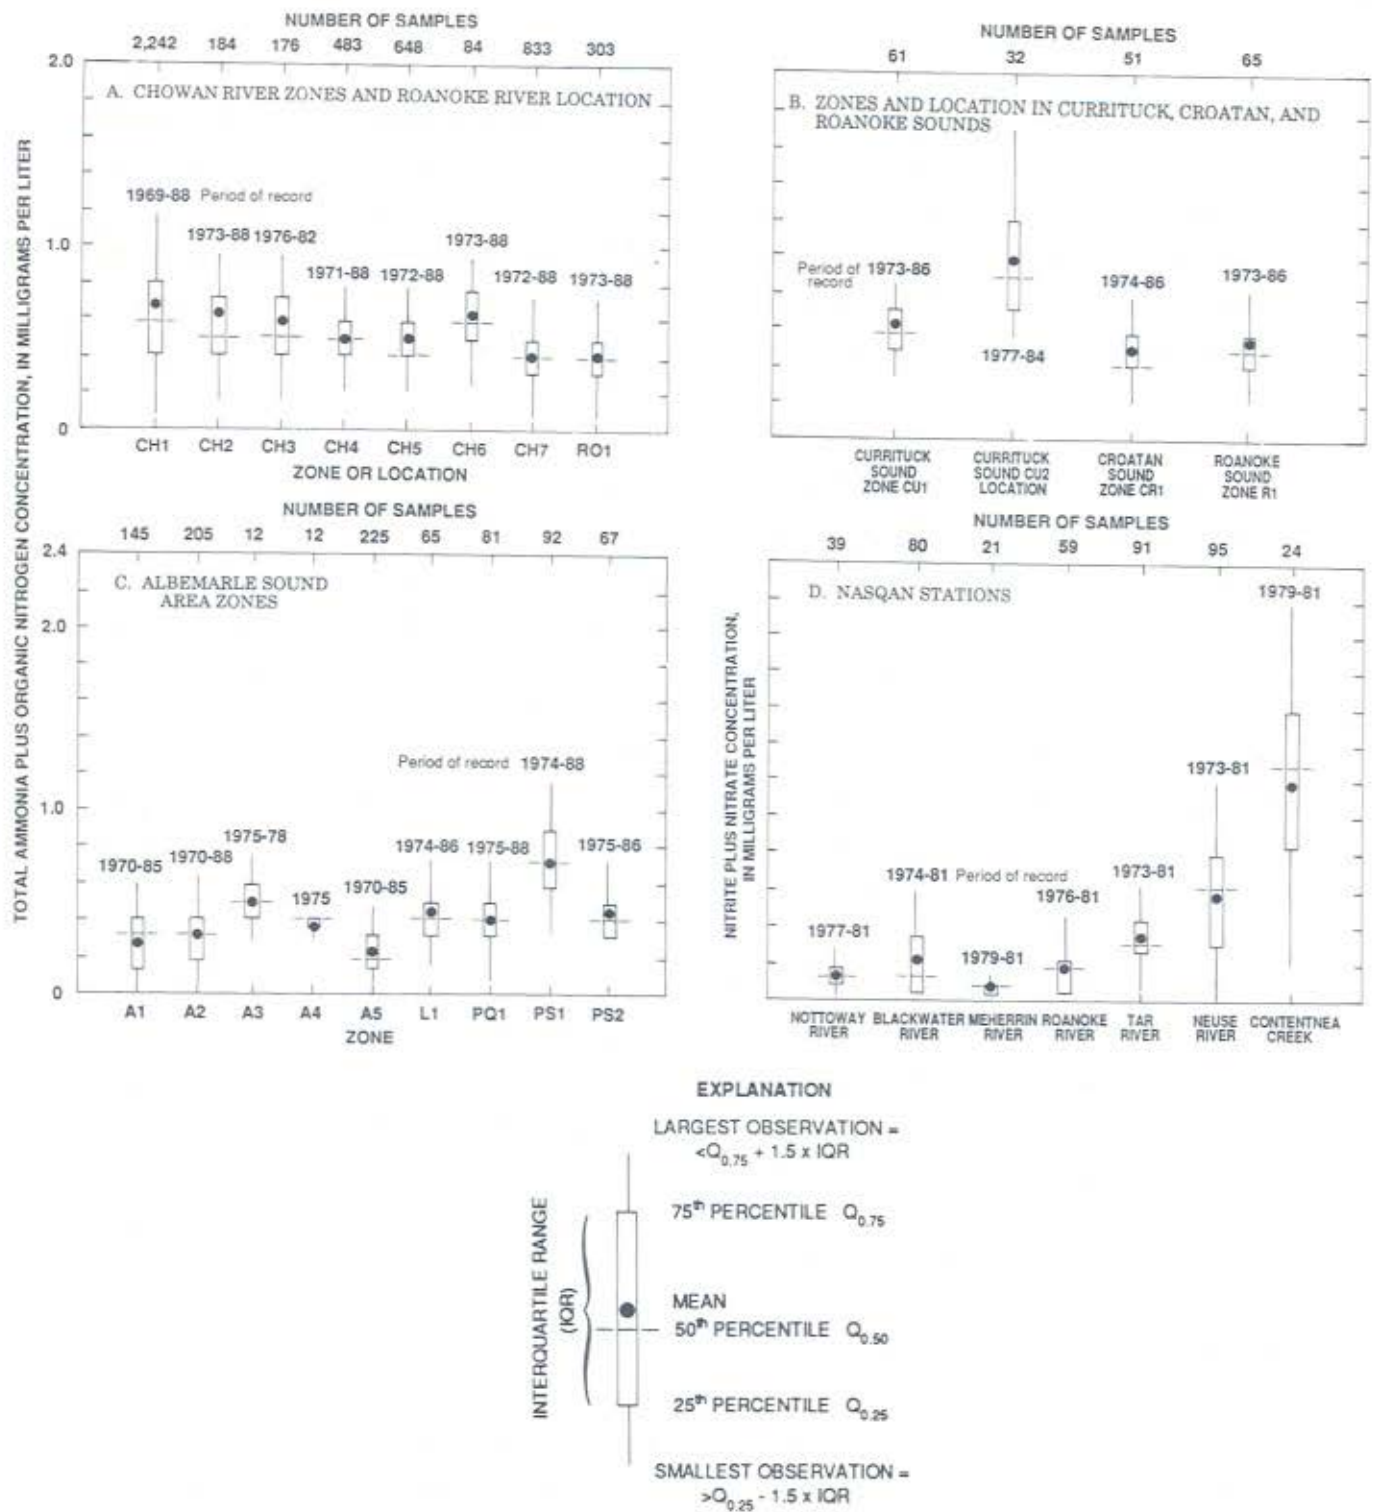 TOTAL AMMONIA PLUS ORGANIC NITROGEN CONCENTRATION, IN MILLIGRAMS PER LITER
NUMBER OF SAMPLES
2,242 184 176 483 648 84 833 303
2.0
A. CHOWAN RIVER ZONES AND ROANOKE RIVER LOCATION
1969-88 Period of record
1973-88 1976-82 1973-88
1971-88 1972-88 1972-88 1973-88
1.0
0
CH1 CH2 CH3 CH4 CH5 CH6 CH7 RO1
ZONE OR LOCATION
NUMBER OF SAMPLES
61 32 51 65
B. ZONES AND LOCATION IN CURRITUCK, CROATAN, AND
ROANOKE SOUNDS
Period of record
1973-86
1977-84
1974-86
1973-86
CURRITUCK
SOUND
ZONE CU1
CURRITUCK
SOUND CU2
LOCATION
CROATAN
SOUND
ZONE CR1
ROANOKE
SOUND
ZONE R1
NUMBER OF SAMPLES
145 205 12 12 225 65 81 92 67
2.4
C. ALBEMARLE SOUND
AREA ZONES
2.0
Period of record 1974-88
1.0
1970-85 1970-88 1975-78 1975 1970-85 1974-86 1975-88 1975-86
0
A1 A2 A3 A4 A5 L1 PQ1 PS1 PS2
ZONE
NUMBER OF SAMPLES
39 80 21 59 91 95 24
NITRITE PLUS NITRATE CONCENTRATION,
IN MILLIGRAMS PER LITER
D. NASQAN STATIONS
1979-81
1973-81
1974-81 Period of record
1976-81
1973-81
1977-81
1979-81
NOTTOWAY
RIVER
BLACKWATER
RIVER
MEHERRIN
RIVER
ROANOKE
RIVER
TAR
RIVER
NEUSE
RIVER
CONTENTNEA
CREEK
EXPLANATION
LARGEST OBSERVATION =
<Q0.75 + 1.5 x IQR
INTERQUARTILE RANGE
(IQR)
75th PERCENTILE Q0.75
MEAN
50th PERCENTILE Q0.50
25th PERCENTILE Q0.25
SMALLEST OBSERVATION =
>Q0.25 - 1.5 x IQR